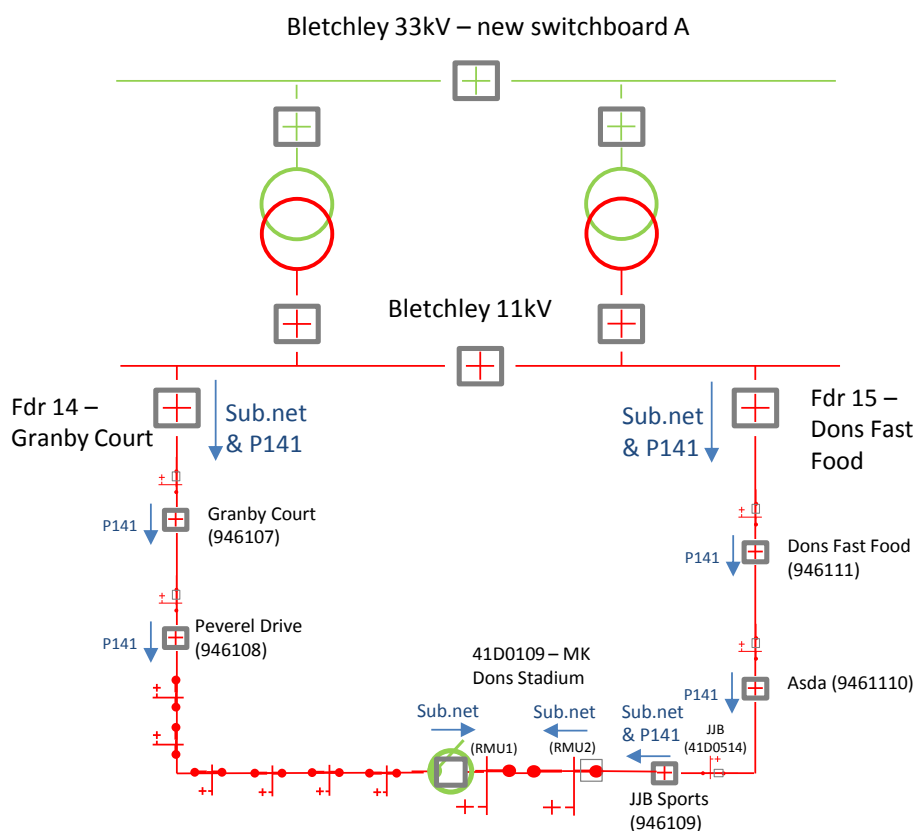 Bletchley 33kV – new switchboard A
Bletchley 11kV
Fdr 14 –
Granby Court
Sub.net
& P141
Sub.net
& P141
Fdr 15 –
Dons Fast
Food
P141
Granby Court
(946107)
P141
Dons Fast Food
(946111)
P141
Peverel Drive
(946108)
41D0109 – MK
Dons Stadium
P141
Asda (9461110)
Sub.net
Sub.net
Sub.net
& P141
JJB
(41D0514)
(RMU1)
(RMU2)
JJB Sports
(946109)